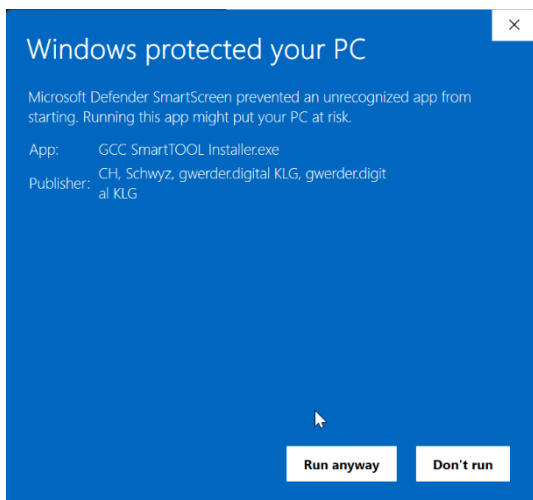 Windows protected your PC
Microsoft Defender SmartScreen prevented an unrecognized app from
starting. Running this app might put your PC at risk.
App: GCC SmartTOOL Installer.exe
Publisher: CH, Schwyz, gwerder.digital KLG, gwerder.digit
al KLG
Run anyway Don't run